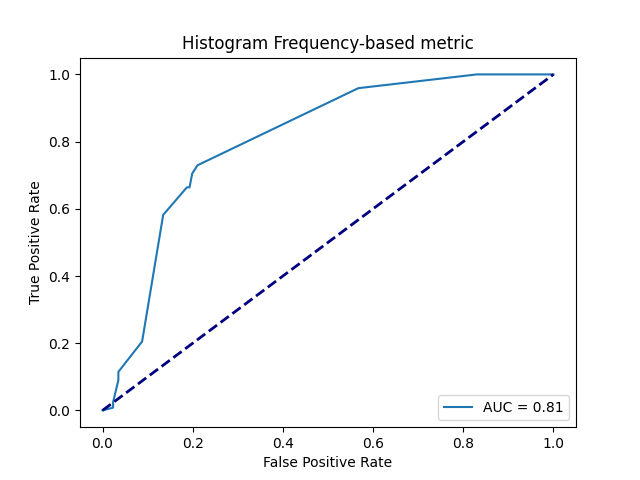 Histogram Frequency-based metric
True Positive Rate
1.0
0.8
0.6
0.4
0.2
0.0
AUC = 0.81
0.0 0.2 0.4 0.6 0.8 1.0
False Positive Rate